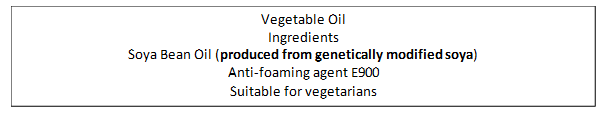 Vegetable Oil
Ingredients
Soya Bean Oil (produced from genetically modified soya)
Anti-foaming agent E900
Suitable for vegetarians